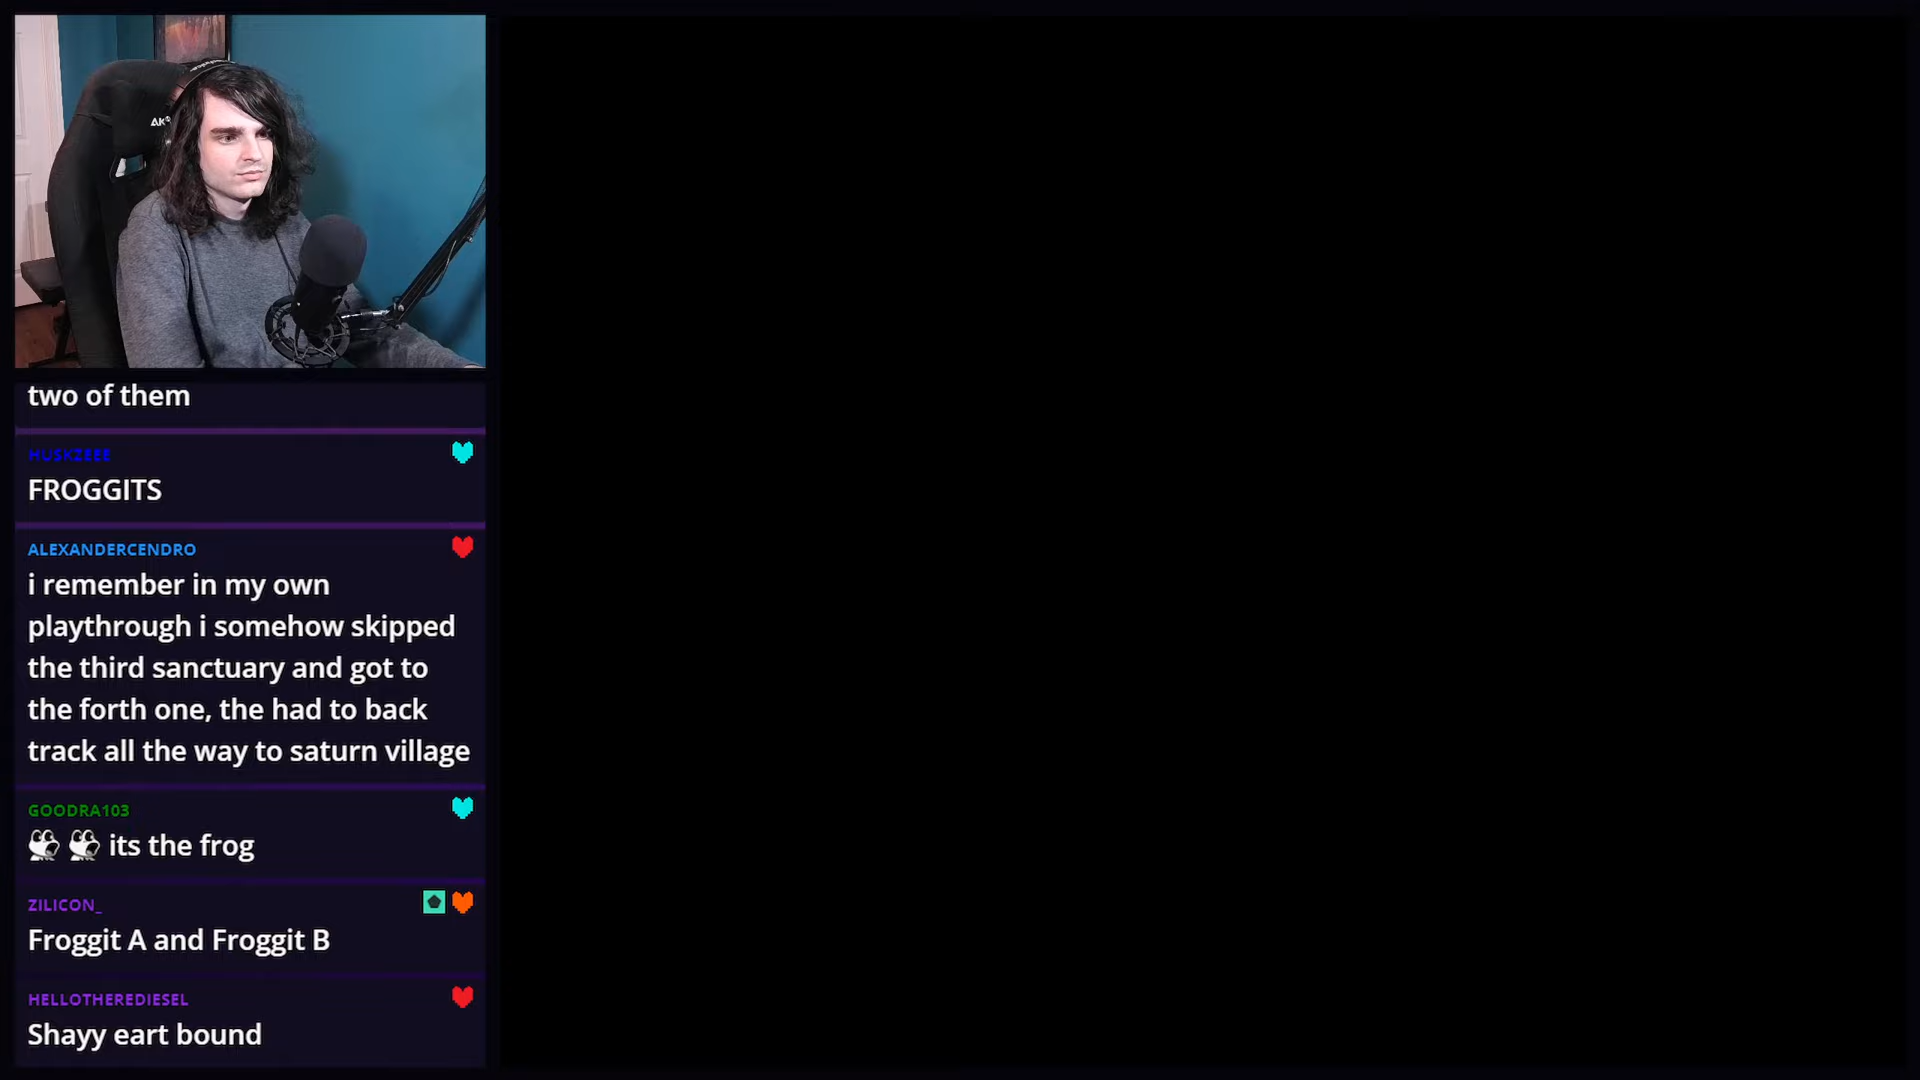 two of them
HUSKZEEE
FROGGITS
ALEXANDERCENDRO
i remember in my own
playthrough i somehow skipped
the third sanctuary and got to
the forth one, the had to back
track all the way to saturn village
GOODRA103
its the frog
ZILICON_
Froggit A and Froggit B
HELLOTHEREDIESEL
Shayy eart bound